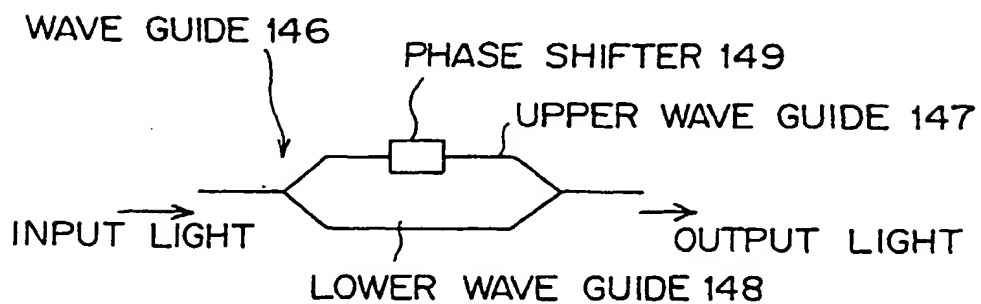 WAVE GUIDE 146
PHASE SHIFTER 149
UPPER WAVE GUIDE 147
INPUT LIGHT
OUTPUT LIGHT
LOWER WAVE GUIDE 148